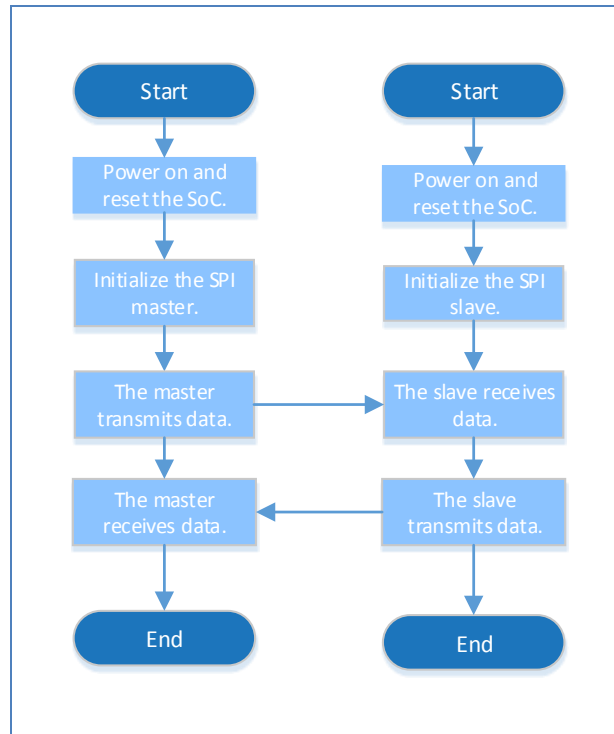 Start
Power on and
reset the SoC.
Initialize the SPI
master.
The master
transmits data.
The master
receives data.
End
Start
Power on and
reset the SoC.
Initialize the SPI
slave.
The slave receives
data.
The slave
transmits data.
End